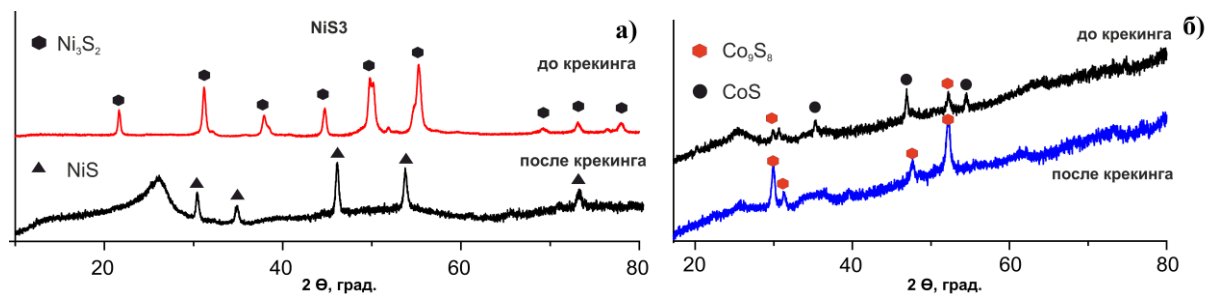 NiS3
а)
Ni₃S₂
до крекинга
после крекинга
NiS
20 40 60 80
2 Θ, град.
б)
до крекинга
Co₉S₈
CoS
после крекинга
20 40 60 80
2 Θ, град.